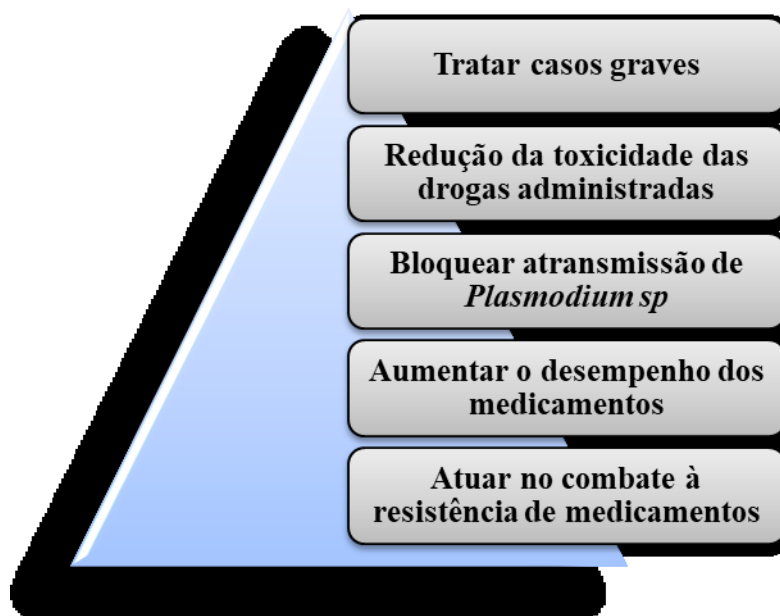 Tratar casos graves
Redução da toxicidade das
drogas administradas
Bloquear atransmissão de
Plasmodium sp
Aumentar o desempenho dos
medicamentos
Atuar no combate à
resistência de medicamentos